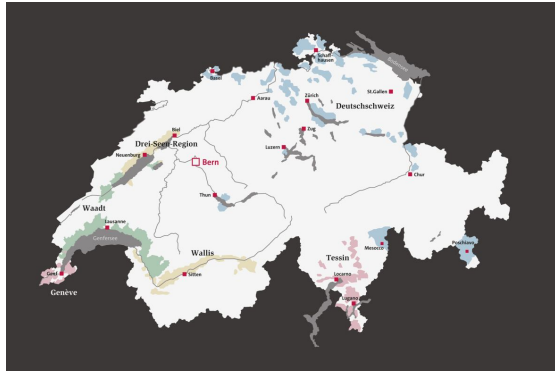 Schaff-
hausen
Bodensee
Basel
Aarau
Zürich
St.Gallen
Deutschschweiz
Biel
Drei-Seen-Region
Neuenburg
Zug
Luzern
Bern
Chur
Thun
Waadt
Lausanne
Genfersee
Wallis
Genf
Genève
Sitten
Tessin
Mesocco
Poschiavo
Locarno
Lugano